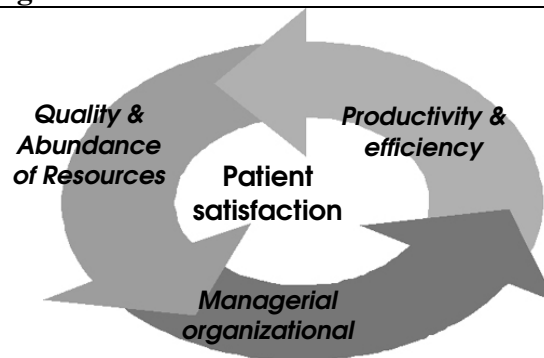 Quality &
Abundance
of Resources
Productivity &
efficiency
Patient
satisfaction
Managerial
organizational